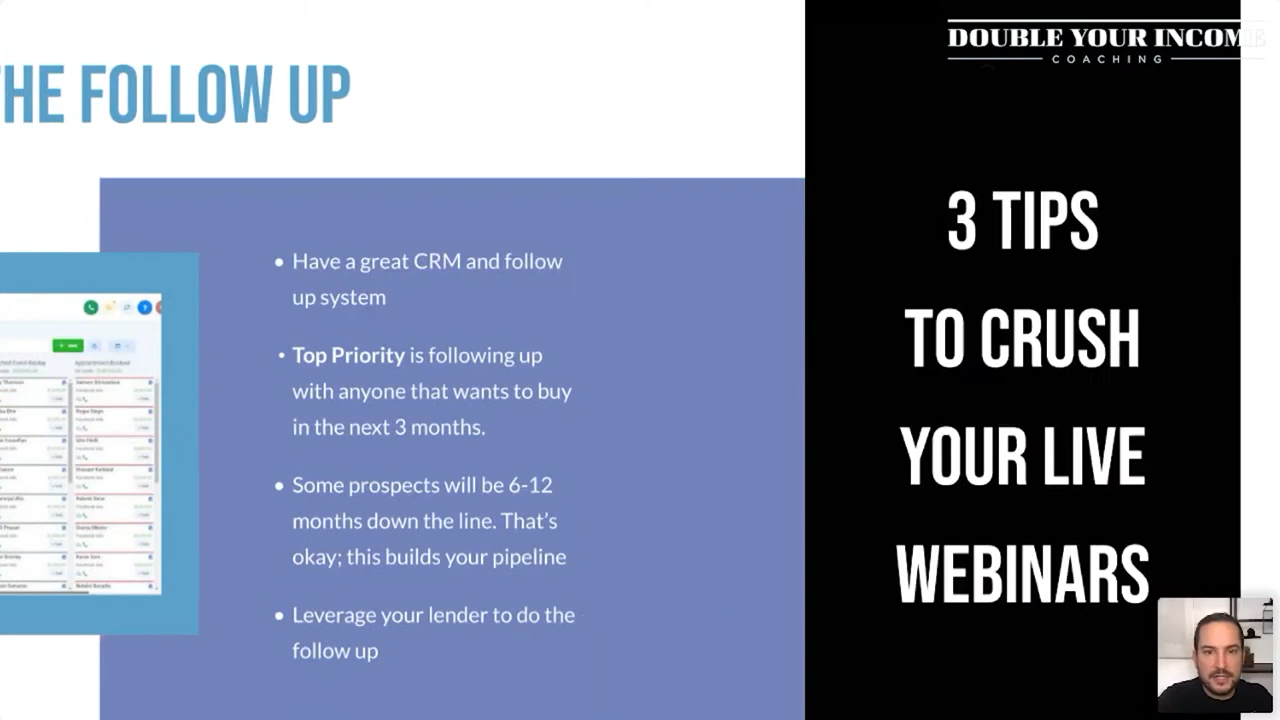 THE FOLLOW UP
Have a great CRM and follow
up system
Top Priority is following up
with anyone that wants to buy
in the next 3 months.
Some prospects will be 6-12
months down the line. That's
okay; this builds your pipeline
Leverage your lender to do the
follow up
DOUBLE YOUR INCOME
COACHING
3 TIPS
TO CRUSH
YOUR LIVE
WEBINARS